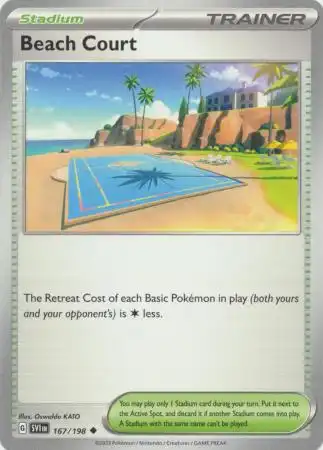 Stadium
TRAINER
Beach Court
The Retreat Cost of each Basic Pokémon in play (both yours
and your opponent's) is less.
Illus. Oswaldo KATO
G SVI EN 167/198
You may play only 1 Stadium card during your turn. Put it next to
the Active Spot, and discard it if another Stadium comes into play.
A Stadium with the same name can't be played.
©2023 Pokémon / Nintendo / Creatures / GAME FREAK